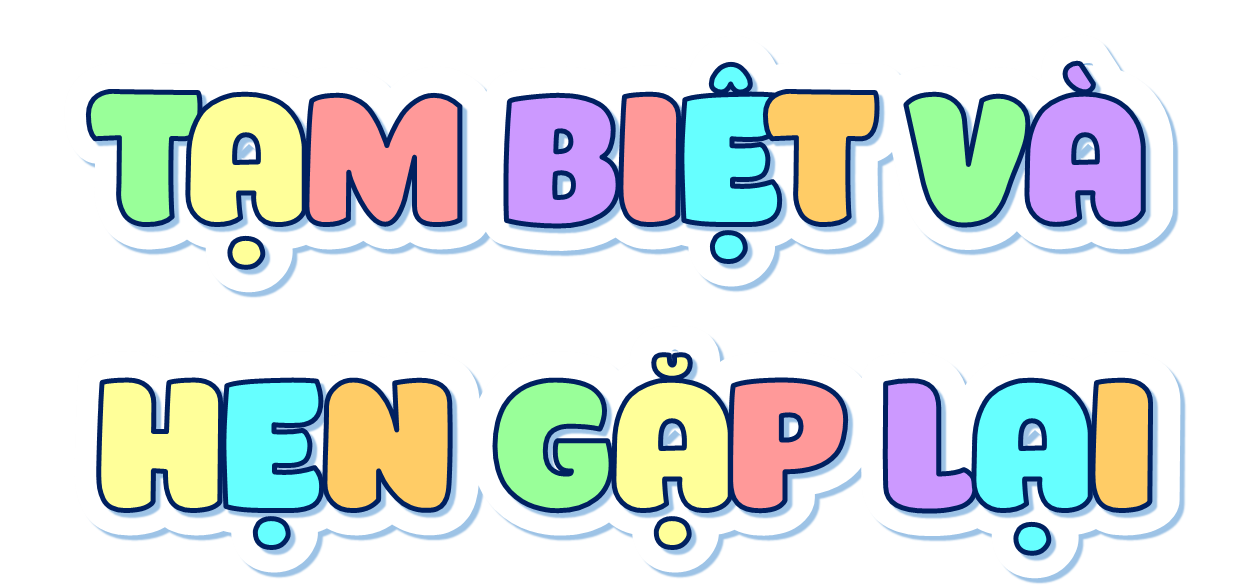 TẠM BIỆT VÀ
HẸN GẶP LẠI